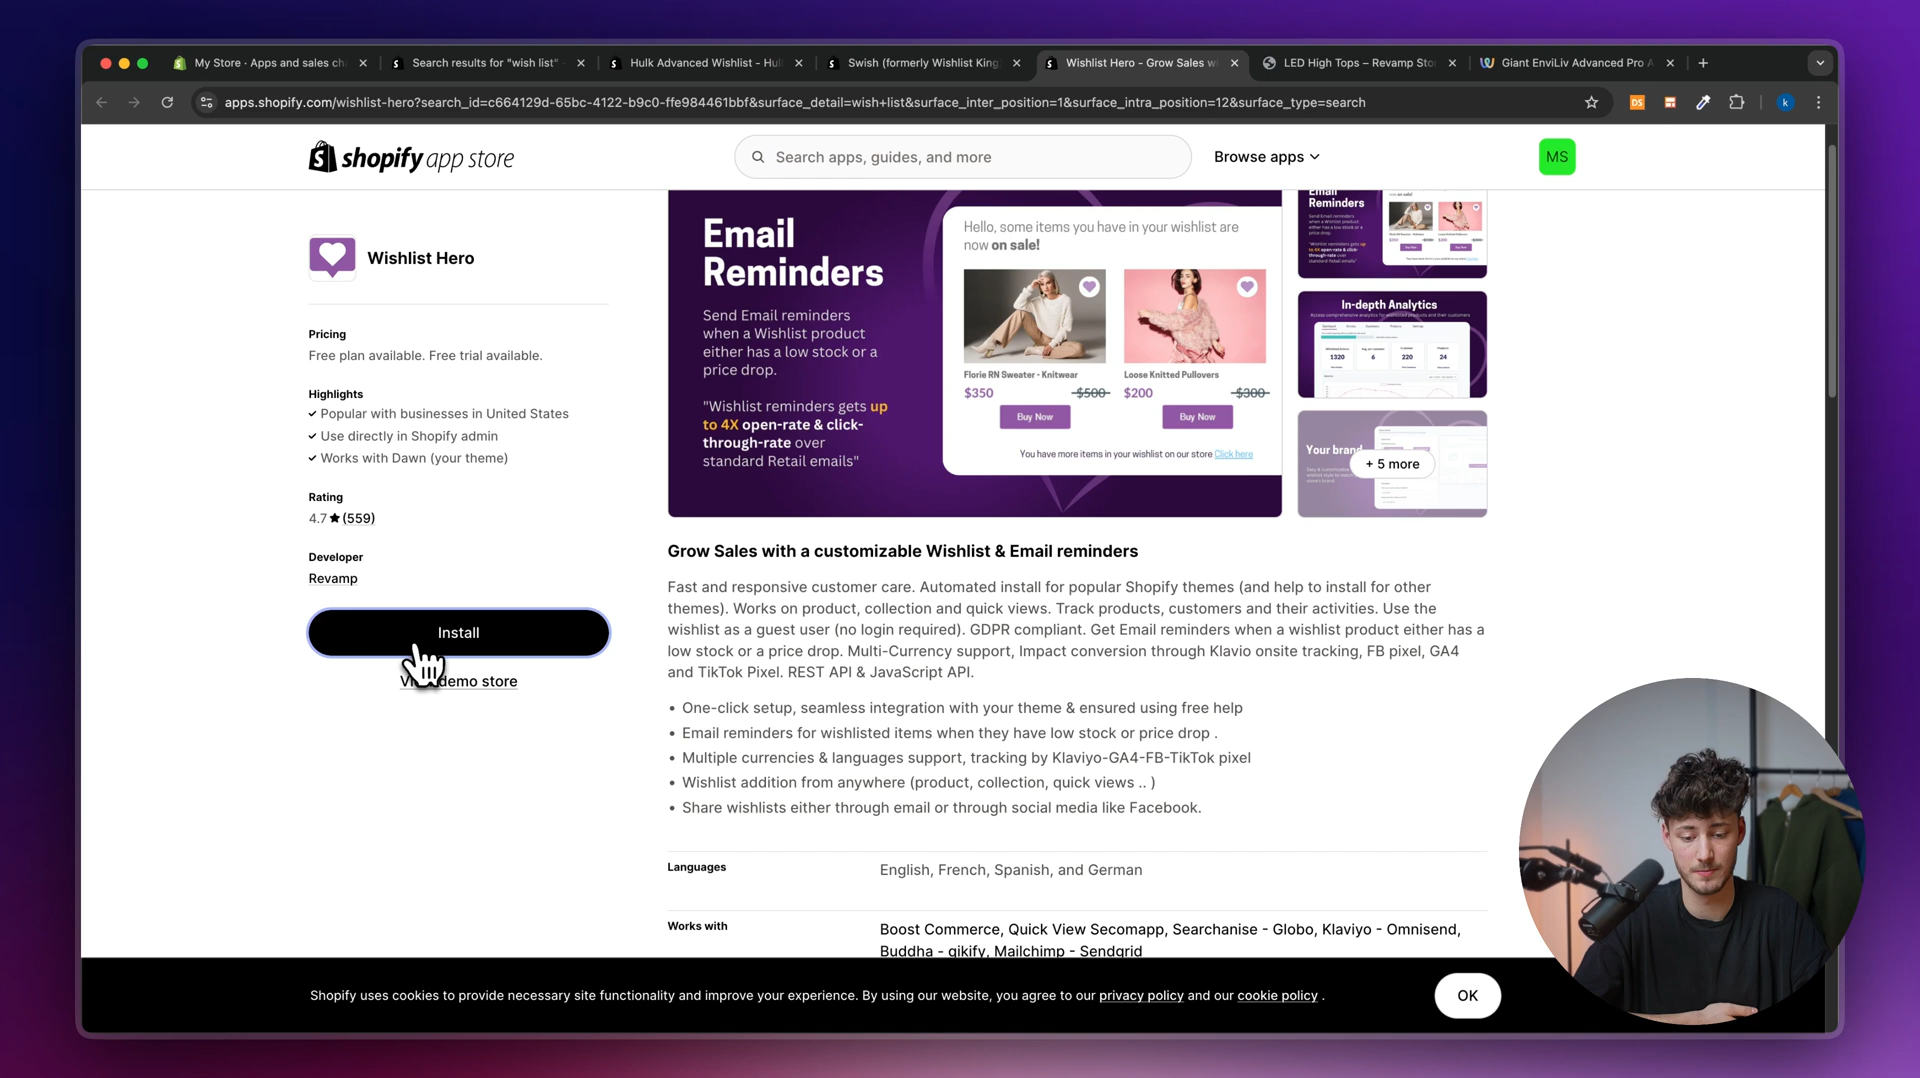 My Store · Apps and sales ch
Search results for "wish list"
Hulk Advanced Wishlist - Hul
Swish (formerly Wishlist King
Wishlist Hero - Grow Sales w
LED High Tops – Revamp Sto
Giant EnviLiv Advanced Pro A
apps.shopify.com/wishlist-hero?search_id=c664129d-65bc-4122-b9c0-ffe984461bbf&surface_detail=wish+list&surface_inter_position=1&surface_intra_position=12&surface_type=search
DS
k
shopify app store
Search apps, guides, and more
Browse apps
MS
Wishlist Hero
Pricing
Free plan available. Free trial available.
Highlights
Popular with businesses in United States
Use directly in Shopify admin
Works with Dawn (your theme)
Rating
4.7 (559)
Developer
Revamp
Install
demo store
Email
Reminders
Send Email reminders
when a Wishlist product
either has a low stock or a
price drop.
"Wishlist reminders gets up
to 4X open-rate & click-
through-rate over
standard Retail emails"
Hello, some items you have in your wishlist are
now on sale!
Florie RN Sweater - Knitwear
$350 $500
Buy Now
Loose Knitted Pullovers
$200 $300
Buy Now
You have more items in your wishlist on our store Click here
Email
Reminders
In-depth Analytics
1320 6 220 24
Your brand
+ 5 more
Grow Sales with a customizable Wishlist & Email reminders
Fast and responsive customer care. Automated install for popular Shopify themes (and help to install for other
themes). Works on product, collection and quick views. Track products, customers and their activities. Use the
wishlist as a guest user (no login required). GDPR compliant. Get Email reminders when a wishlist product either has a
low stock or a price drop. Multi-Currency support, Impact conversion through Klavio onsite tracking, FB pixel, GA4
and TikTok Pixel. REST API & JavaScript API.
• One-click setup, seamless integration with your theme & ensured using free help
• Email reminders for wishlisted items when they have low stock or price drop .
• Multiple currencies & languages support, tracking by Klaviyo-GA4-FB-TikTok pixel
• Wishlist addition from anywhere (product, collection, quick views .. )
• Share wishlists either through email or through social media like Facebook.
Languages
English, French, Spanish, and German
Works with
Boost Commerce, Quick View Secomapp, Searchanise - Globo, Klaviyo - Omnisend,
Buddha - qikify, Mailchimp - Sendgrid
Shopify uses cookies to provide necessary site functionality and improve your experience. By using our website, you agree to our privacy policy and our cookie policy .
OK